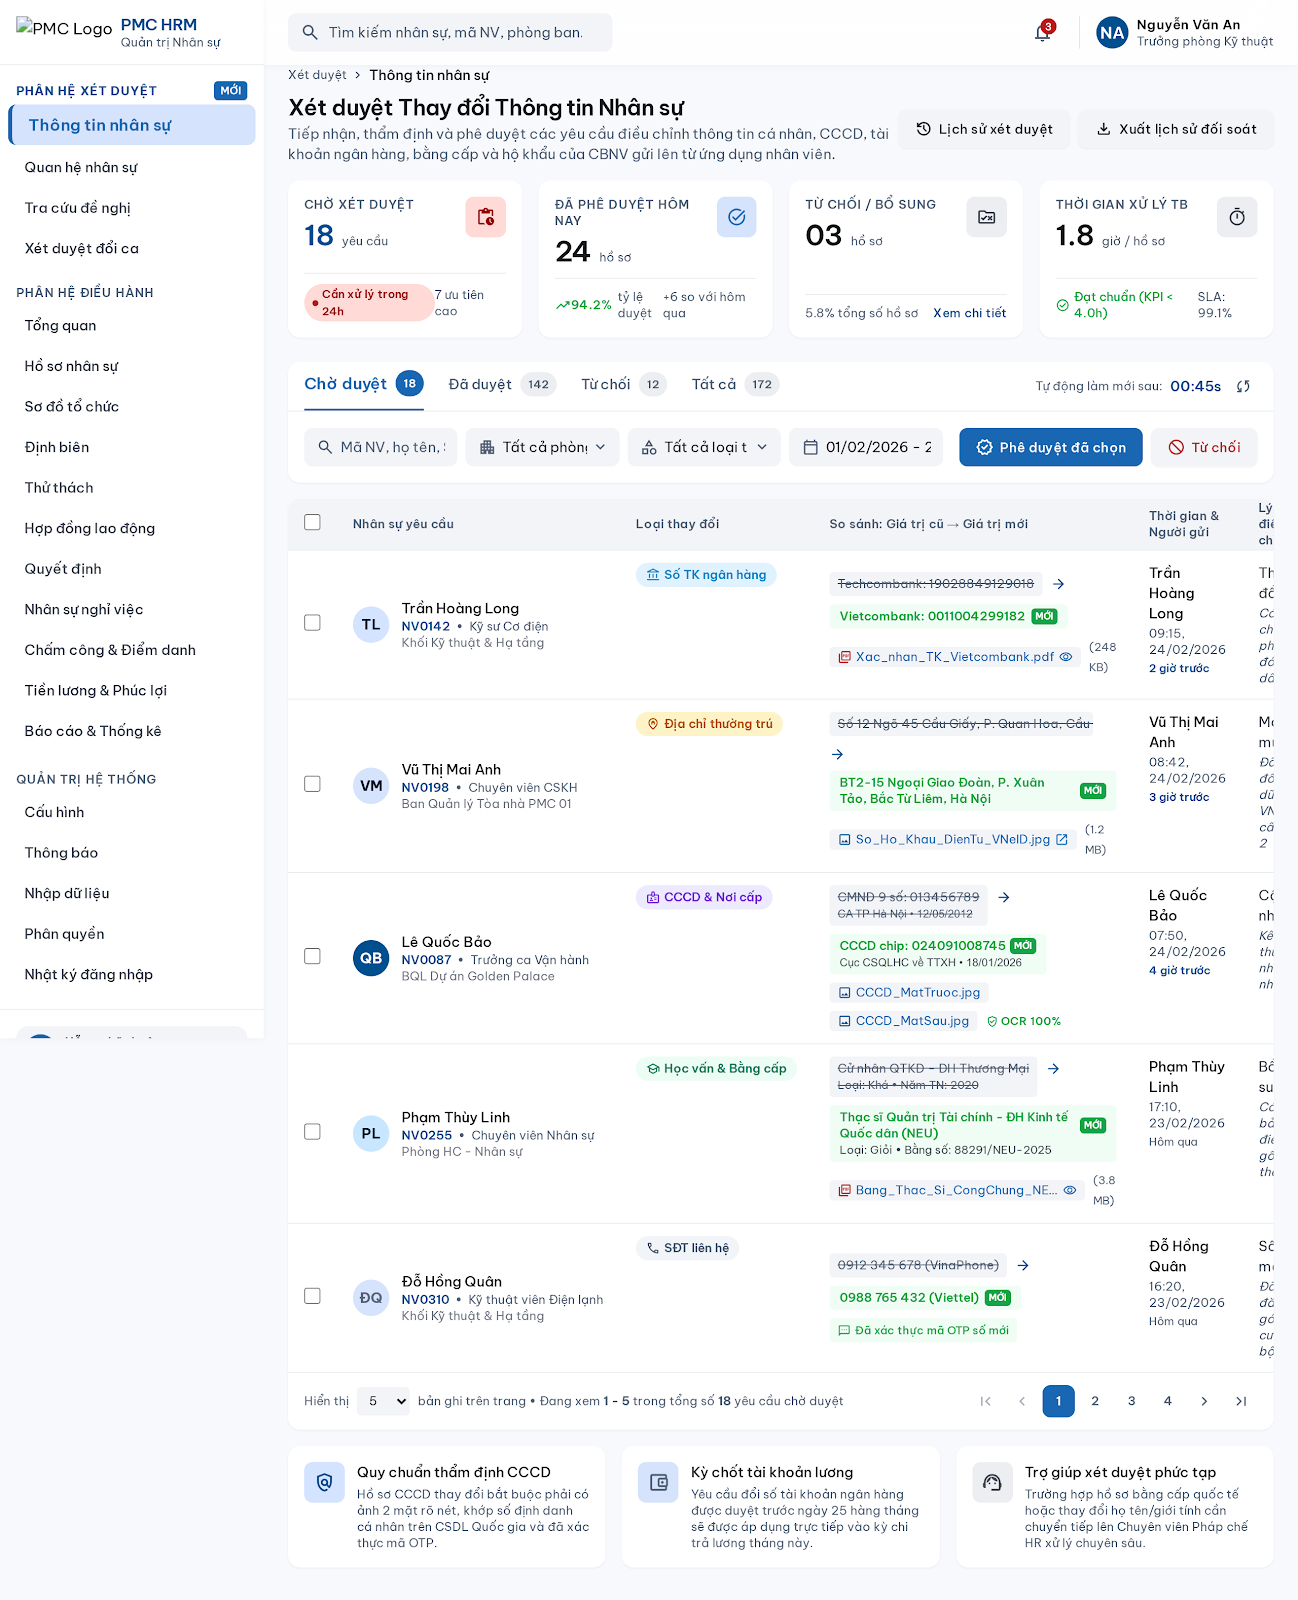 PMC Logo
PMC HRM
Quản trị Nhân sự
Tìm kiếm nhân sự, mã NV, phòng ban.
3
NA
Nguyễn Văn An
Trưởng phòng Kỹ thuật
PHÂN HỆ XÉT DUYỆT
MỚI
Thông tin nhân sự
Quan hệ nhân sự
Tra cứu đề nghị
Xét duyệt đổi ca
PHÂN HỆ ĐIỀU HÀNH
Tổng quan
Hồ sơ nhân sự
Sơ đồ tổ chức
Định biên
Thử thách
Hợp đồng lao động
Quyết định
Nhân sự nghỉ việc
Chấm công & Điểm danh
Tiền lương & Phúc lợi
Báo cáo & Thống kê
QUẢN TRỊ HỆ THỐNG
Cấu hình
Thông báo
Nhập dữ liệu
Phân quyền
Nhật ký đăng nhập
Xét duyệt
Thông tin nhân sự
Xét duyệt Thay đổi Thông tin Nhân sự
Tiếp nhận, thẩm định và phê duyệt các yêu cầu điều chỉnh thông tin cá nhân, CCCD, tài
khoản ngân hàng, bằng cấp và hộ khẩu của CBNV gửi lên từ ứng dụng nhân viên.
Lịch sử xét duyệt
Xuất lịch sử đối soát
CHỜ XÉT DUYỆT
18 yêu cầu
Cần xử lý trong
24h
7 ưu tiên
cao
ĐÃ PHÊ DUYỆT HÔM
NAY
24 hồ sơ
94.2%
tỷ lệ
duyệt
+6 so với hôm
qua
TỪ CHỐI / BỔ SUNG
03 hồ sơ
5.8% tổng số hồ sơ
Xem chi tiết
THỜI GIAN XỬ LÝ TB
1.8 giờ / hồ sơ
Đạt chuẩn (KPI <
4.0h)
SLA:
99.1%
Chờ duyệt 18
Đã duyệt 142
Từ chối 12
Tất cả 172
Tự động làm mới sau: 00:45s
Mã NV, họ tên,
Tất cả phòng
Tất cả loại t
01/02/2026 - 2
Phê duyệt đã chọn
Từ chối
Nhân sự yêu cầu
Loại thay đổi
So sánh: Giá trị cũ → Giá trị mới
Thời gian &
Người gửi
Lý
điề
ch
TL
Trần Hoàng Long
NV0142 • Kỹ sư Cơ điện
Khối Kỹ thuật & Hạ tầng
Số TK ngân hàng
Techcombank: 19028849129018
Vietcombank: 0011004299182 MỚI
Xac_nhan_TK_Vietcombank.pdf
(248
KB)
Trần
Hoàng
Long
09:15,
24/02/2026
2 giờ trước
VM
Vũ Thị Mai Anh
NV0198 • Chuyên viên CSKH
Ban Quản lý Tòa nhà PMC 01
Địa chỉ thường trú
Số 12 Ngõ 45 Cầu Giấy, P. Quan Hoa, Cầu
BT2-15 Ngoại Giao Đoàn, P. Xuân
Tảo, Bắc Từ Liêm, Hà Nội
MỚI
So_Ho_Khau_DienTu_VNeID.jpg
(1.2
MB)
Vũ Thị Mai
Anh
08:42,
24/02/2026
3 giờ trước
QB
Lê Quốc Bảo
NV0087 • Trưởng ca Vận hành
BQL Dự án Golden Palace
CCCD & Nơi cấp
CMND 9 số: 013456789
CA TP Hà Nội • 12/05/2012
CCCD chip: 024091008745 MỚI
Cục CSQLHC về TTXH • 18/01/2026
CCCD_MatTruoc.jpg
CCCD_MatSau.jpg
OCR 100%
Lê Quốc
Bảo
07:50,
24/02/2026
4 giờ trước
PL
Phạm Thùy Linh
NV0255 • Chuyên viên Nhân sự
Phòng HC - Nhân sự
Học vấn & Bằng cấp
Cử nhân QTKD - ĐH Thương Mại
Loại: Khá • Năm TN: 2020
Thạc sĩ Quản trị Tài chính - ĐH Kinh tế
Quốc dân (NEU)
MỚI
Loại: Giỏi • Bằng số: 88291/NEU-2025
Bang_Thac_Si_CongChung_NE...
(3.8
MB)
Phạm Thùy
Linh
17:10,
23/02/2026
Hôm qua
ĐQ
Đỗ Hồng Quân
NV0310 • Kỹ thuật viên Điện lạnh
Khối Kỹ thuật & Hạ tầng
SĐT liên hệ
0912 345 678 (VinaPhone)
0988 765 432 (Viettel) MỚI
Đã xác thực mã OTP số mới
Đỗ Hồng
Quân
16:20,
23/02/2026
Hôm qua
Hiển thị 5 bản ghi trên trang • Đang xem 1 - 5 trong tổng số 18 yêu cầu chờ duyệt
1 2 3 4
Quy chuẩn thẩm định CCCD
Hồ sơ CCCD thay đổi bắt buộc phải có
ảnh 2 mặt rõ nét, khớp số định danh
cá nhân trên CSDL Quốc gia và đã xác
thực mã OTP.
Kỳ chốt tài khoản lương
Yêu cầu đổi số tài khoản ngân hàng
được duyệt trước ngày 25 hàng tháng
sẽ được áp dụng trực tiếp vào kỳ chi
trả lương tháng này.
Trợ giúp xét duyệt phức tạp
Trường hợp hồ sơ bằng cấp quốc tế
hoặc thay đổi họ tên/giới tính cần
chuyển tiếp lên Chuyên viên Pháp chế
HR xử lý chuyên sâu.